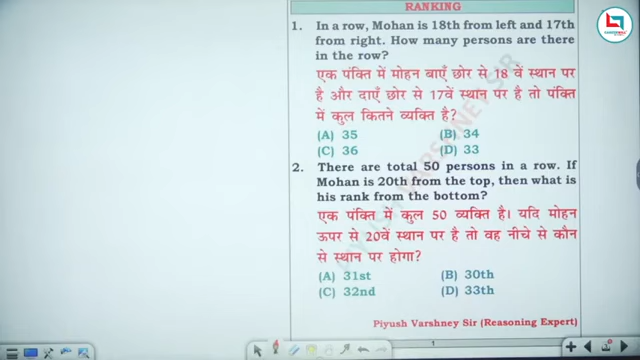 RANKING
1. In a row, Mohan is 18th from left and 17th
from right. How many persons are there
in the row?
एक पंक्ति में मोहन बाएँ छोर से 18 वें स्थान पर
है और दाएँ छोर से 17वें स्थान पर है तो पंक्ति
में कुल कितने व्यक्ति है?
(A) 35 (B) 34
(C) 36 (D) 33
2. There are total 50 persons in a row. If
Mohan is 20th from the top, then what is
his rank from the bottom?
एक पंक्ति में कुल 50 व्यक्ति है। यदि मोहन
ऊपर से 20वें स्थान पर है तो वह नीचे से कौन
से स्थान पर होगा?
(A) 31st (B) 30th
(C) 32nd (D) 33th
Piyush Varshney Sir (Reasoning Expert)
1
PIYUSH VARSHNEY SIR